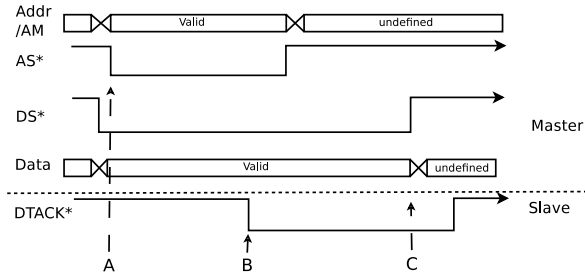 Addr
/AM
Valid
undefined
AS*
DS*
Master
Data
Valid
undefined
DTACK*
Slave
A
B
C